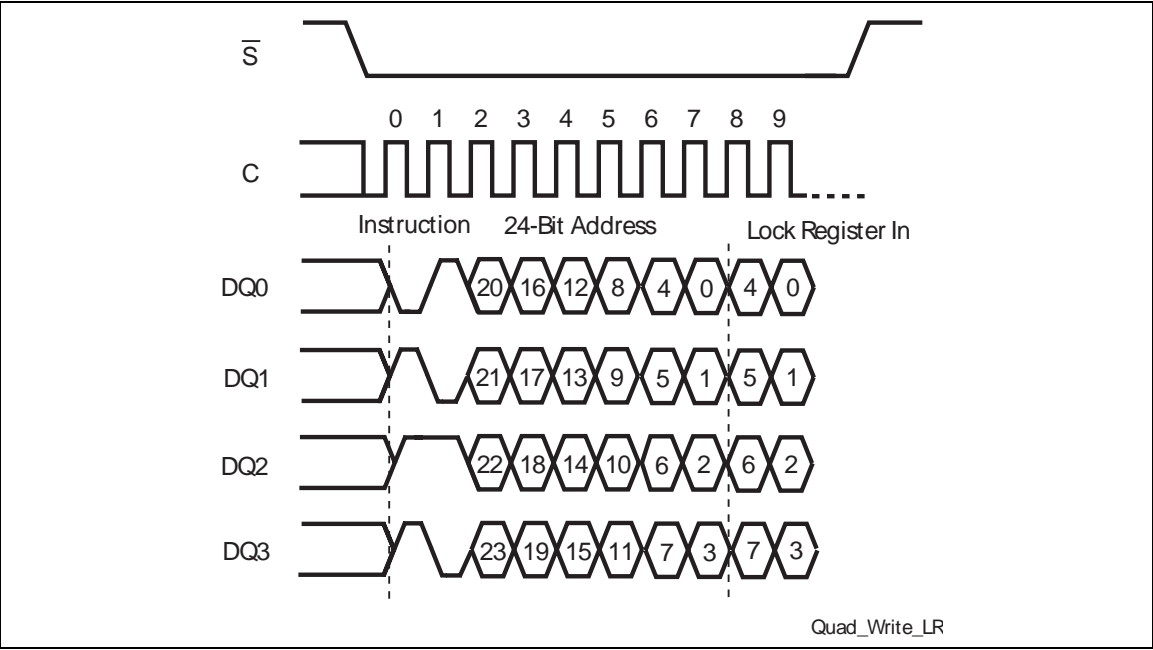 S
0 1 2 3 4 5 6 7 8 9
C
Instruction 24-Bit Address Lock Register In
DQ0 20 16 12 8 4 0 4 0
DQ1 21 17 13 9 5 1 5 1
DQ2 22 18 14 10 6 2 6 2
DQ3 23 19 15 11 7 3 7 3
Quad_Write_LR